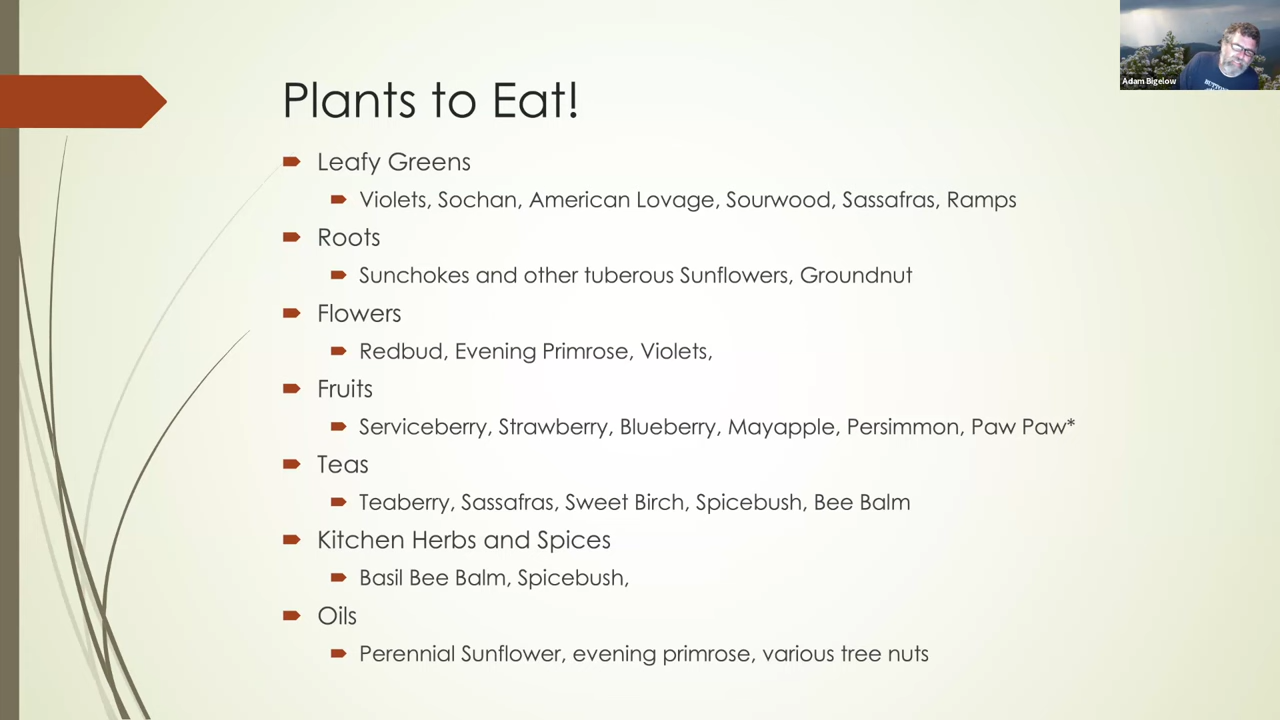 Plants to Eat!
Adam Bigelow
Leafy Greens
Violets, Sochan, American Lovage, Sourwood, Sassafras, Ramps
Roots
Sunchokes and other tuberous Sunflowers, Groundnut
Flowers
Redbud, Evening Primrose, Violets,
Fruits
Serviceberry, Strawberry, Blueberry, Mayapple, Persimmon, Paw Paw*
Teas
Teaberry, Sassafras, Sweet Birch, Spicebush, Bee Balm
Kitchen Herbs and Spices
Basil Bee Balm, Spicebush,
Oils
Perennial Sunflower, evening primrose, various tree nuts